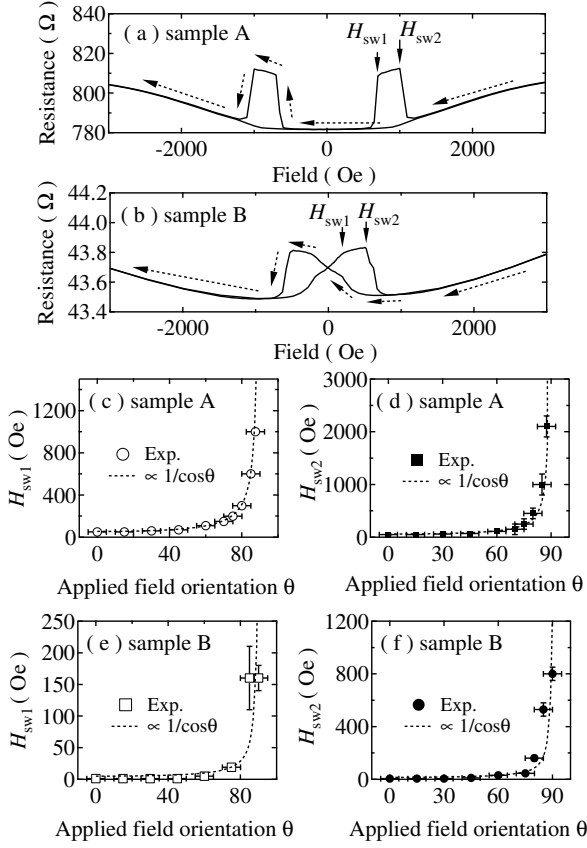 840
820
800
780
Resistance ( Ω )
( a ) sample A
H_sw1
H_sw2
-2000
0
2000
Field ( Oe )
44.2
44.0
43.8
43.6
43.4
Resistance ( Ω )
( b ) sample B
H_sw1
H_sw2
-2000
0
2000
Field ( Oe )
1200
800
400
0
H_sw1 ( Oe )
( c ) sample A
Exp.
∝ 1/cosθ
0
40
80
Applied field orientation θ
3000
2000
1000
0
H_sw2 ( Oe )
( d ) sample A
Exp.
∝ 1/cosθ
0
30
60
90
Applied field orientation θ
250
200
150
100
50
0
H_sw1 ( Oe )
( e ) sample B
Exp.
∝ 1/cosθ
0
40
80
Applied field orientation θ
1200
800
400
0
H_sw2 ( Oe )
( f ) sample B
Exp.
∝ 1/cosθ
0
30
60
90
Applied field orientation θ